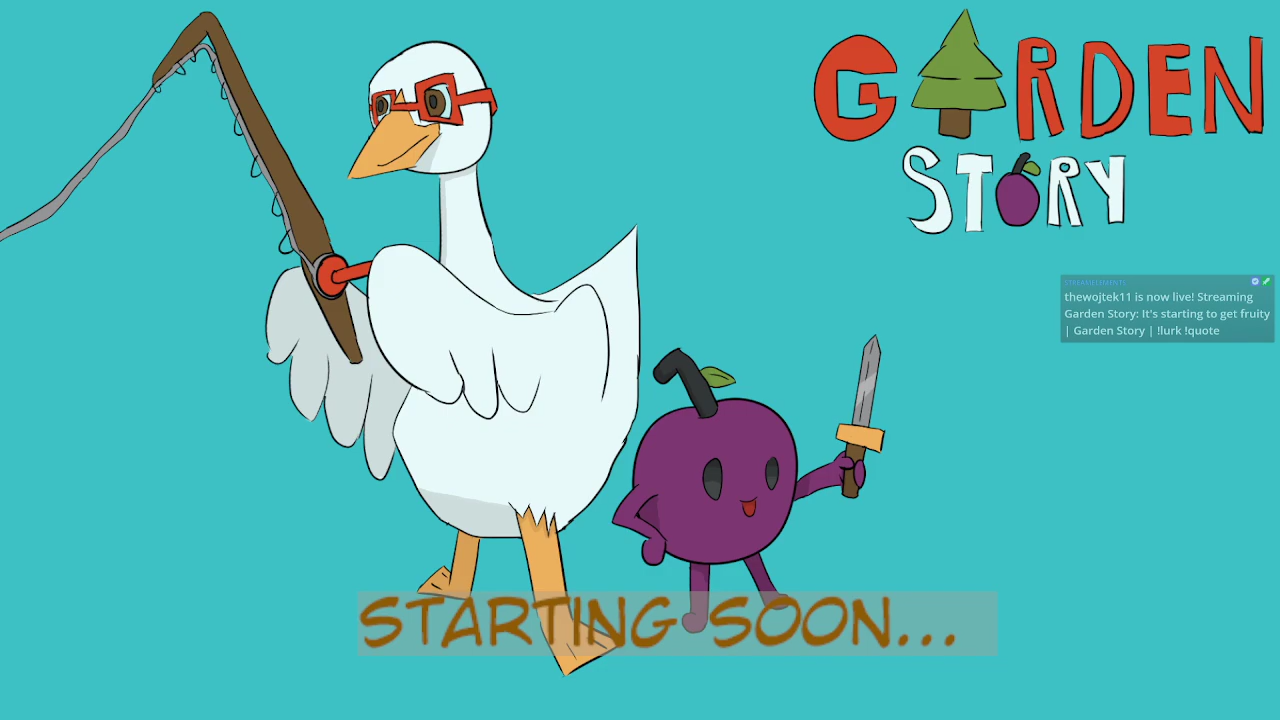 GARDEN
STORY
STREAMELEMENTS
thewojtek11 is now live! Streaming
Garden Story: It's starting to get fruity
| Garden Story | !lurk !quote
STARTING SOON...